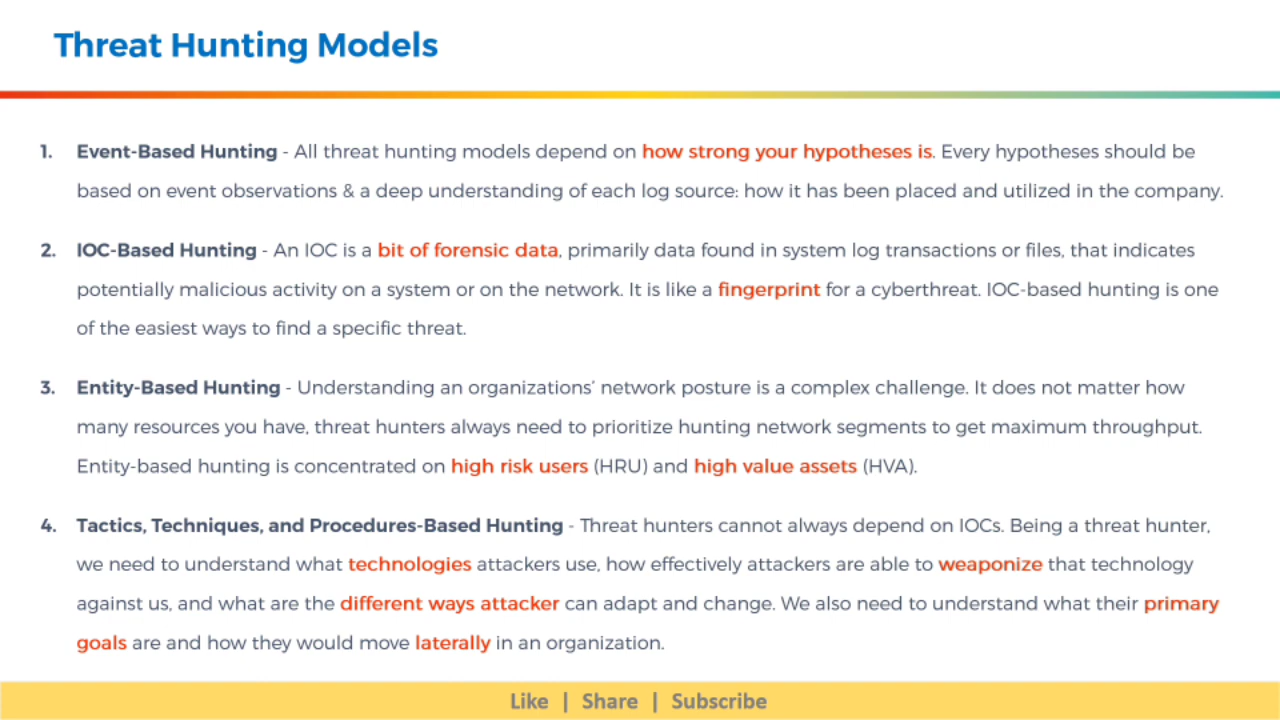 Threat Hunting Models
1. Event-Based Hunting - All threat hunting models depend on how strong your hypotheses is. Every hypotheses should be
based on event observations & a deep understanding of each log source: how it has been placed and utilized in the company.
2. IOC-Based Hunting - An IOC is a bit of forensic data, primarily data found in system log transactions or files, that indicates
potentially malicious activity on a system or on the network. It is like a fingerprint for a cyberthreat. IOC-based hunting is one
of the easiest ways to find a specific threat.
3. Entity-Based Hunting - Understanding an organizations’ network posture is a complex challenge. It does not matter how
many resources you have, threat hunters always need to prioritize hunting network segments to get maximum throughput.
Entity-based hunting is concentrated on high risk users (HRU) and high value assets (HVA).
4. Tactics, Techniques, and Procedures-Based Hunting - Threat hunters cannot always depend on IOCs. Being a threat hunter,
we need to understand what technologies attackers use, how effectively attackers are able to weaponize that technology
against us, and what are the different ways attacker can adapt and change. We also need to understand what their primary
goals are and how they would move laterally in an organization.
Like | Share | Subscribe